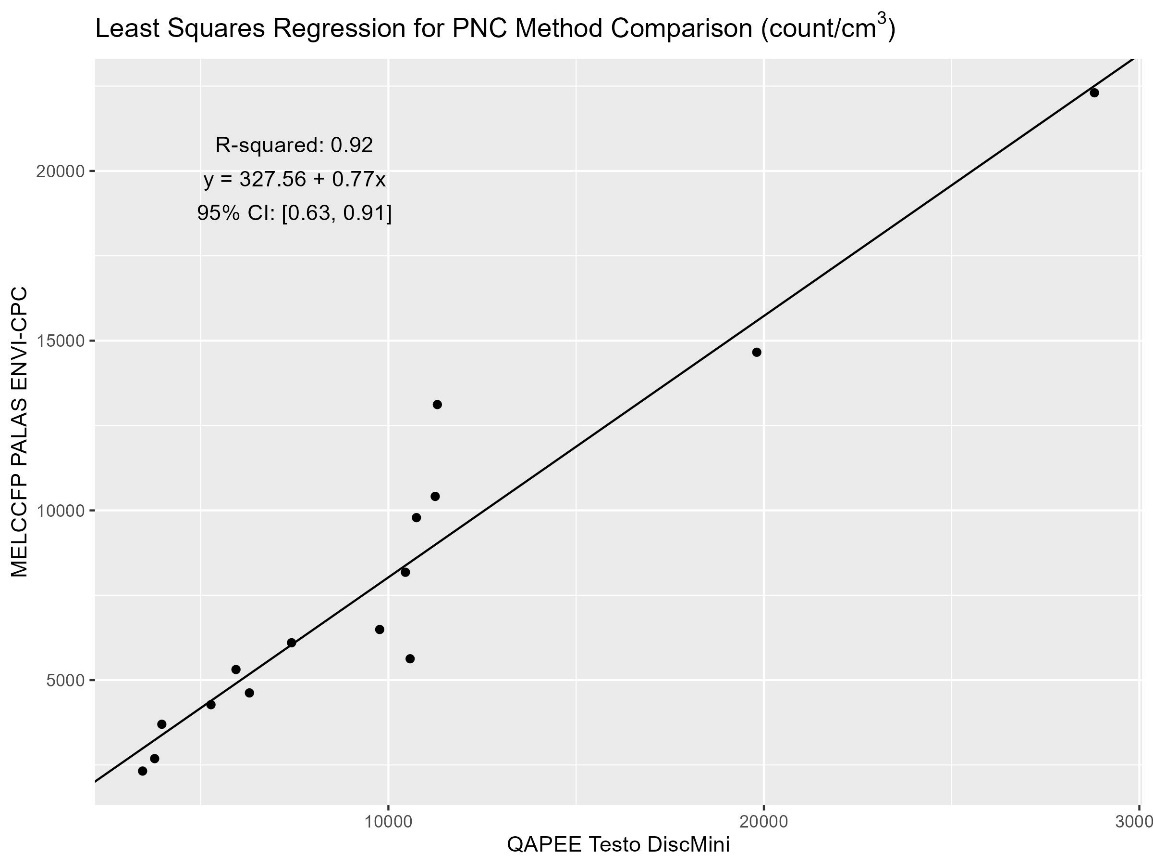 Least Squares Regression for PNC Method Comparison (count/cm³)
R-squared: 0.92
y = 327.56 + 0.77x
95% CI: [0.63, 0.91]
20000
15000
10000
5000
MELCCFP PALAS ENVI-CPC
10000 20000 3000
QAPEE Testo DiscMini